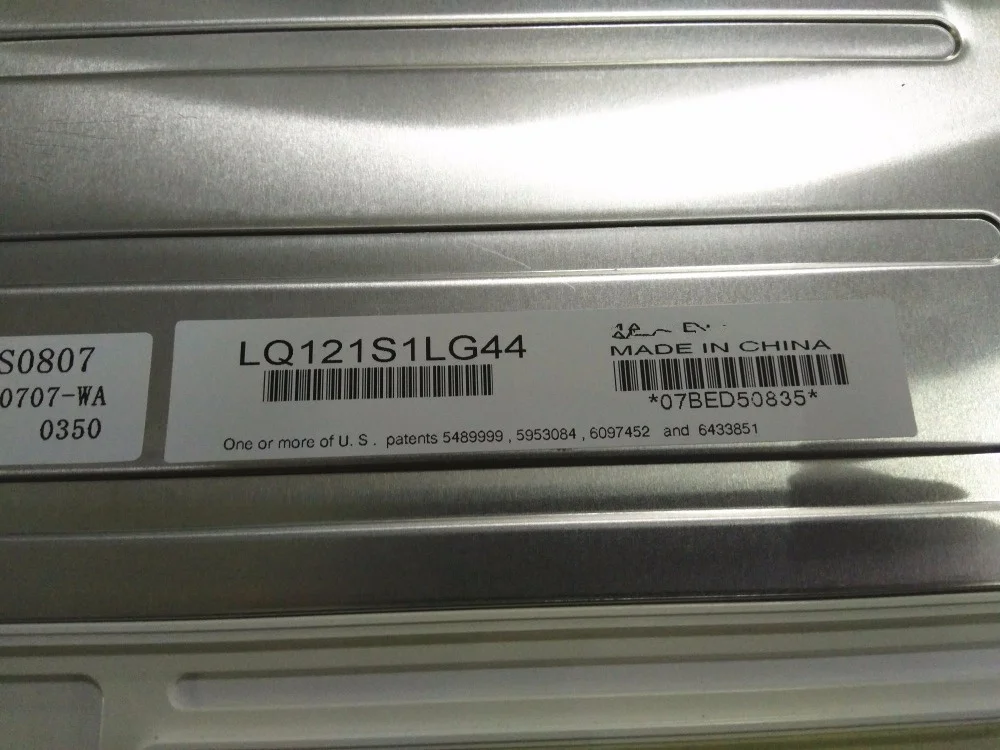 S0807
0707-WA
0350
LQ121S1LG44
MADE IN CHINA
*07BED50835*
One or more of U. S. patents 5489999 , 5953084 , 6097452 and 6433851